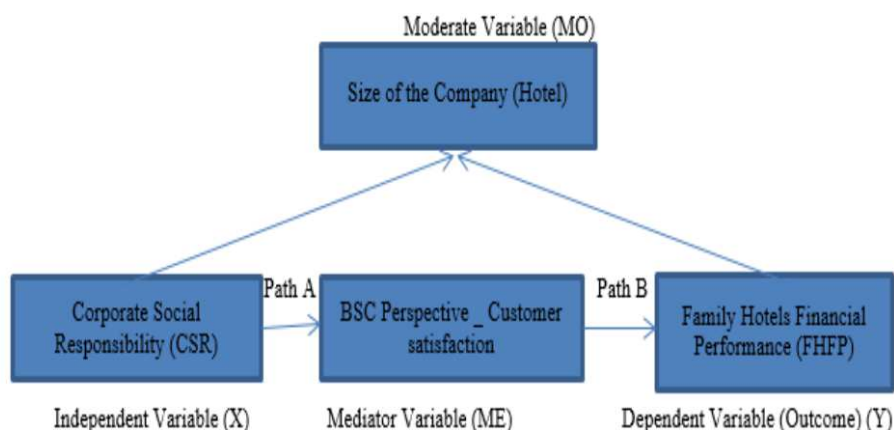 Moderate Variable (MO)
Size of the Company (Hotel)
Path A
Path B
Corporate Social
Responsibility (CSR)
BSC Perspective _ Customer
satisfaction
Family Hotels Financial
Performance (FHFP)
Independent Variable (X)
Mediator Variable (ME)
Dependent Variable (Outcome) (Y)